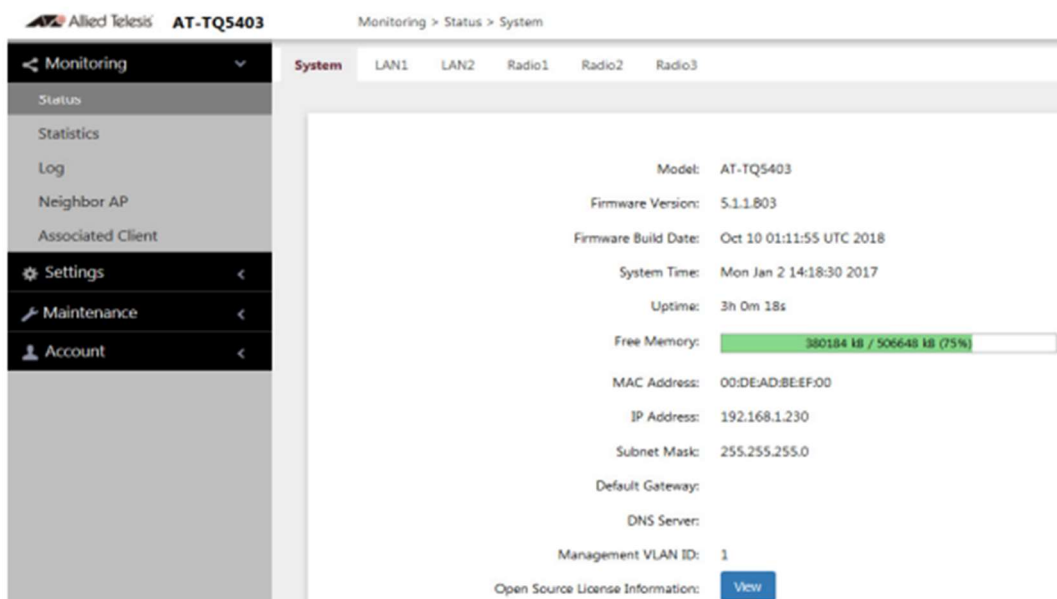 Allied Telesis AT-TQ5403 Monitoring > Status > System
Monitoring
System LAN1 LAN2 Radio1 Radio2 Radio3
Status
Statistics
Log
Neighbor AP
Associated Client
Settings
Maintenance
Account
Model: AT-TQ5403
Firmware Version: 5.1.1.B03
Firmware Build Date: Oct 10 01:11:55 UTC 2018
System Time: Mon Jan 2 14:18:30 2017
Uptime: 3h 0m 18s
Free Memory: 380184 kB / 506648 kB (75%)
MAC Address: 00:DE:AD:BE:EF:00
IP Address: 192.168.1.230
Subnet Mask: 255.255.255.0
Default Gateway:
DNS Server:
Management VLAN ID: 1
Open Source License Information: View